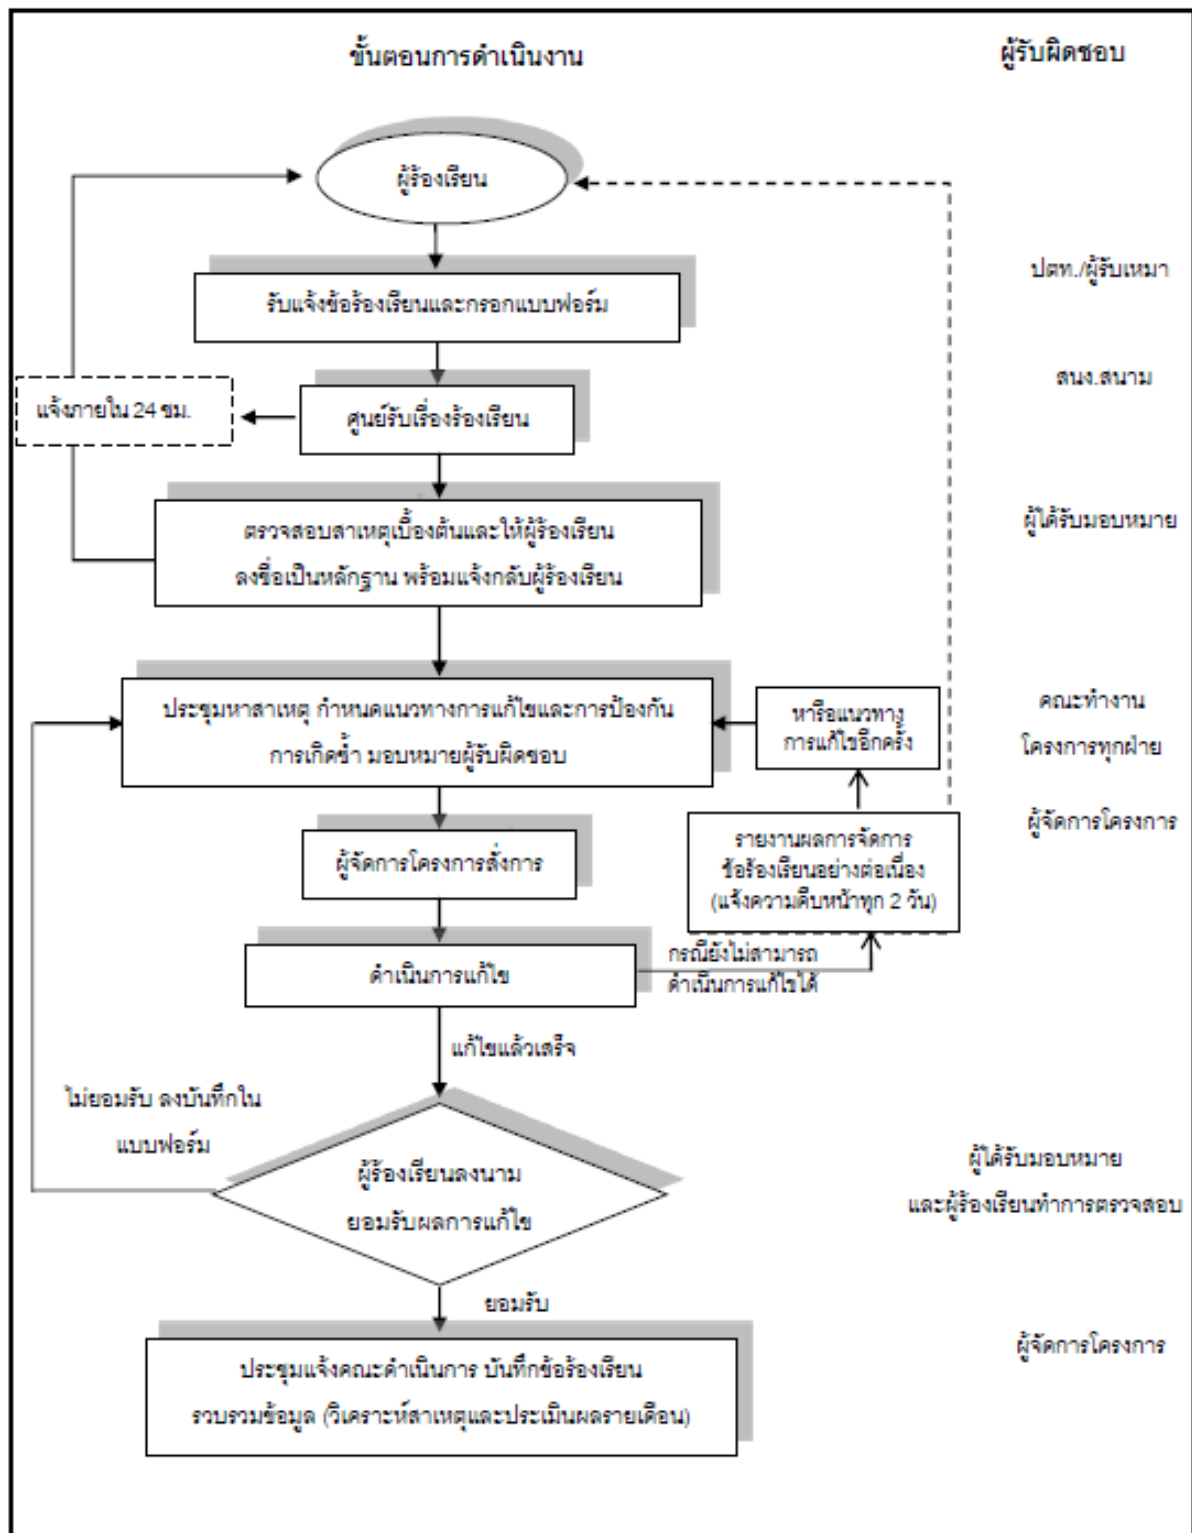 ขั้นตอนการดำเนินงาน
ผู้รับผิดชอบ
ผู้ร้องเรียน
ปตท./ผู้รับเหมา
รับแจ้งข้อร้องเรียนและกรอกแบบฟอร์ม
สนง.สนาม
แจ้งภายใน 24 ชม.
ศูนย์รับเรื่องร้องเรียน
ผู้ได้รับมอบหมาย
ตรวจสอบสาเหตุเบื้องต้นและให้ผู้ร้องเรียน
ลงชื่อเป็นหลักฐาน พร้อมแจ้งกลับผู้ร้องเรียน
ประชุมหาสาเหตุ กำหนดแนวทางการแก้ไขและการป้องกัน
การเกิดซ้ำ มอบหมายผู้รับผิดชอบ
หารือแนวทาง
การแก้ไขอีกครั้ง
คณะทำงาน
โครงการทุกฝ่าย
ผู้จัดการโครงการ
ผู้จัดการโครงการสั่งการ
รายงานผลการจัดการ
ข้อร้องเรียนอย่างต่อเนื่อง
(แจ้งความคืบหน้าทุก 2 วัน)
ดำเนินการแก้ไข
กรณียังไม่สามารถ
ดำเนินการแก้ไขได้
แก้ไขแล้วเสร็จ
ไม่ยอมรับ ลงบันทึกใน
แบบฟอร์ม
ผู้ร้องเรียนลงนาม
ยอมรับผลการแก้ไข
ผู้ได้รับมอบหมาย
และผู้ร้องเรียนทำการตรวจสอบ
ยอมรับ
ผู้จัดการโครงการ
ประชุมแจ้งคณะดำเนินการ บันทึกข้อร้องเรียน
รวบรวมข้อมูล (วิเคราะห์สาเหตุและประเมินผลรายเดือน)